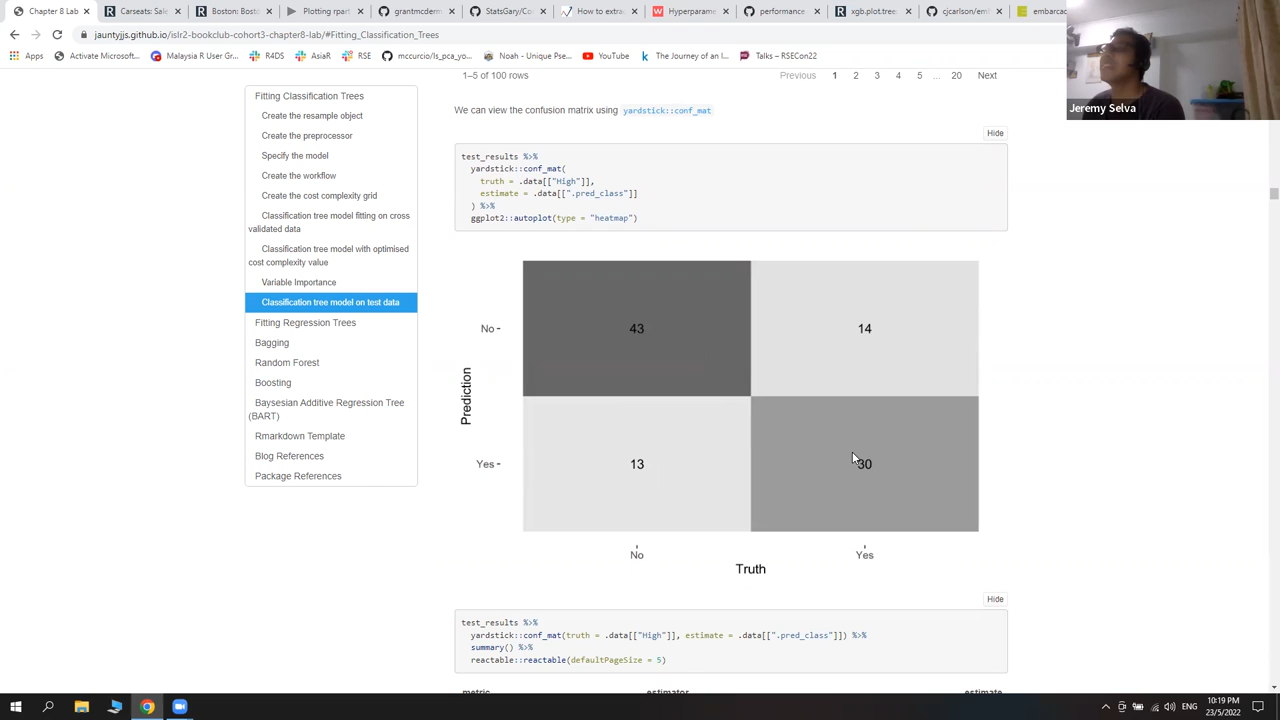 Chapter 8 Lab
Carseats: Sales
Boston: Boston
Plotting rpart
grantmcderm
StatsGary/Co
How to extrac
Hyperparame
performance
xgb.plot.tree
cjcarlson/emb
embarcad
jauntyjjs.github.io/islr2-bookclub-cohort3-chapter8-lab/#Fitting_Classification_Trees
Apps
Activate Microsoft...
Malaysia R User Gr...
R4DS
AsiaR
RSE
mccurcio/Is_pca_yo...
Noah - Unique Pse...
YouTube
The Journey of an I...
Talks – RSECon22
Jeremy Selva
1–5 of 100 rows
Previous 1 2 3 4 5 ... 20 Next
Fitting Classification Trees
Create the resample object
Create the preprocessor
Specify the model
Create the workflow
Create the cost complexity grid
Classification tree model fitting on cross
validated data
Classification tree model with optimised
cost complexity value
Variable Importance
Classification tree model on test data
Fitting Regression Trees
Bagging
Random Forest
Boosting
Baysesian Additive Regression Tree
(BART)
Rmarkdown Template
Blog References
Package References
We can view the confusion matrix using yardstick::conf_mat
Hide
test_results %>%
yardstick::conf_mat(
truth = .data[["High"]],
estimate = .data[[".pred_class"]]
) %>%
ggplot2::autoplot(type = "heatmap")
No
43
14
Prediction
Yes
13
30
No
Yes
Truth
Hide
test_results %>%
yardstick::conf_mat(truth = .data[["High"]], estimate = .data[[".pred_class"]]) %>%
summary() %>%
reactable::reactable(defaultPageSize = 5)
metric
estimator
estimate
10:19 PM
23/5/2022